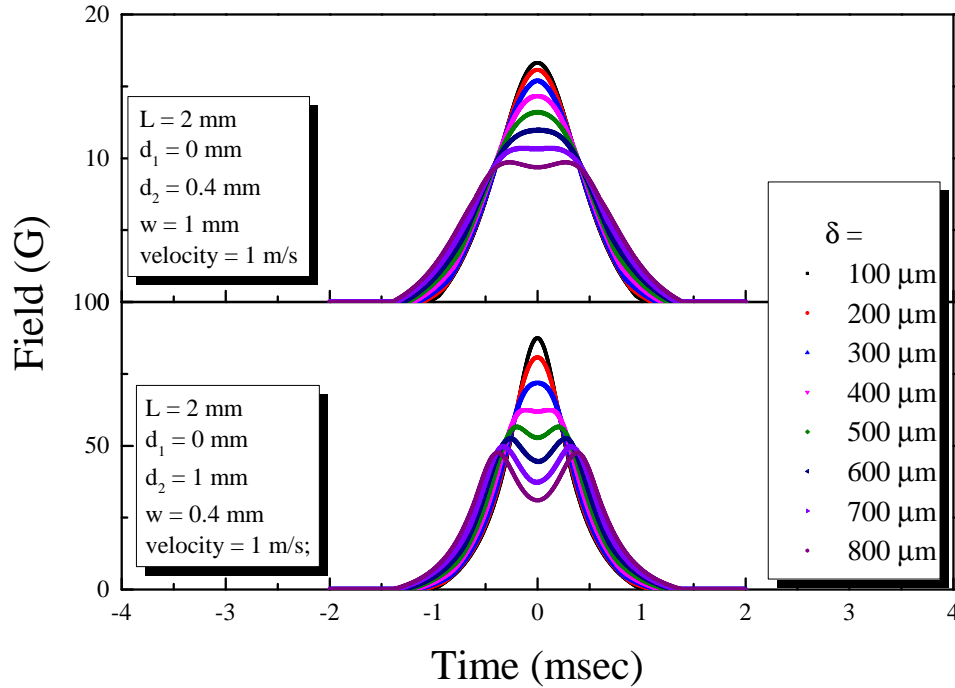 20
10
100
50
0
Field (G)
L = 2 mm
d₁ = 0 mm
d₂ = 0.4 mm
w = 1 mm
velocity = 1 m/s
L = 2 mm
d₁ = 0 mm
d₂ = 1 mm
w = 0.4 mm
velocity = 1 m/s;
δ =
100 μm
200 μm
300 μm
400 μm
500 μm
600 μm
700 μm
800 μm
-4 -3 -2 -1 0 1 2 3 4
Time (msec)